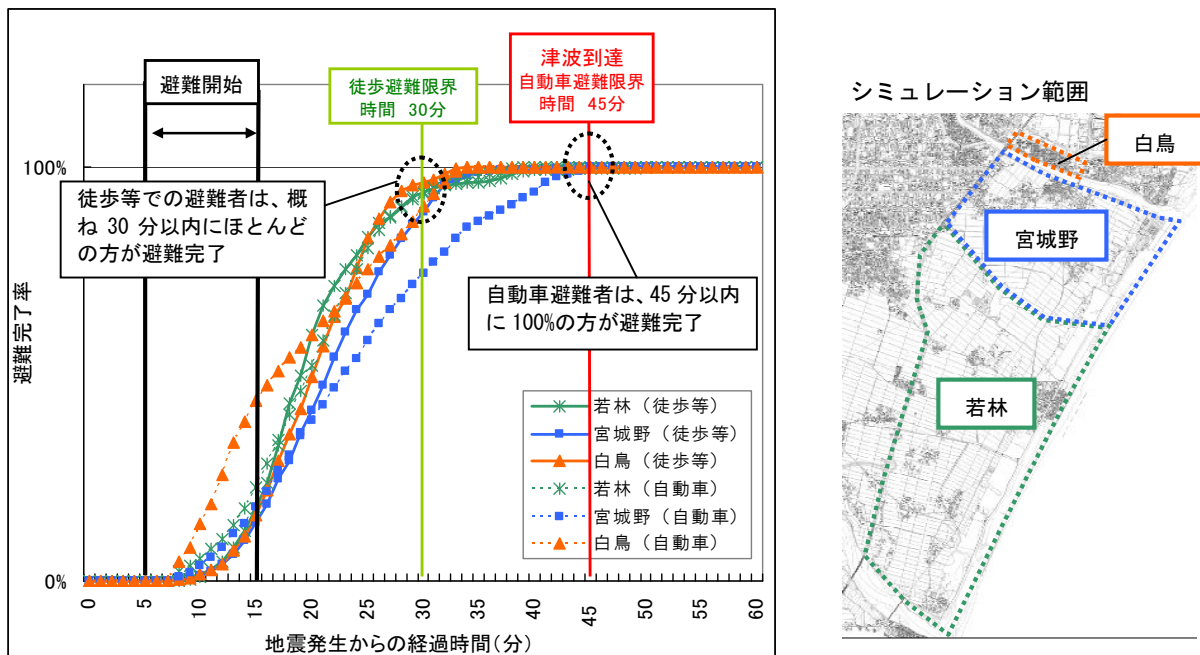 避難開始
徒歩避難限界
時間 30分
津波到達
自動車避難限界
時間 45分
100%
徒歩等での避難者は、概
ね 30 分以内にほとんど
の方が避難完了
自動車避難者は、45 分以内
に 100%の方が避難完了
避難完了率
若林（徒歩等）
宮城野（徒歩等）
白鳥（徒歩等）
若林（自動車）
宮城野（自動車）
白鳥（自動車）
0%
0 5 10 15 20 25 30 35 40 45 50 55 60
地震発生からの経過時間(分)
シミュレーション範囲
白鳥
宮城野
若林